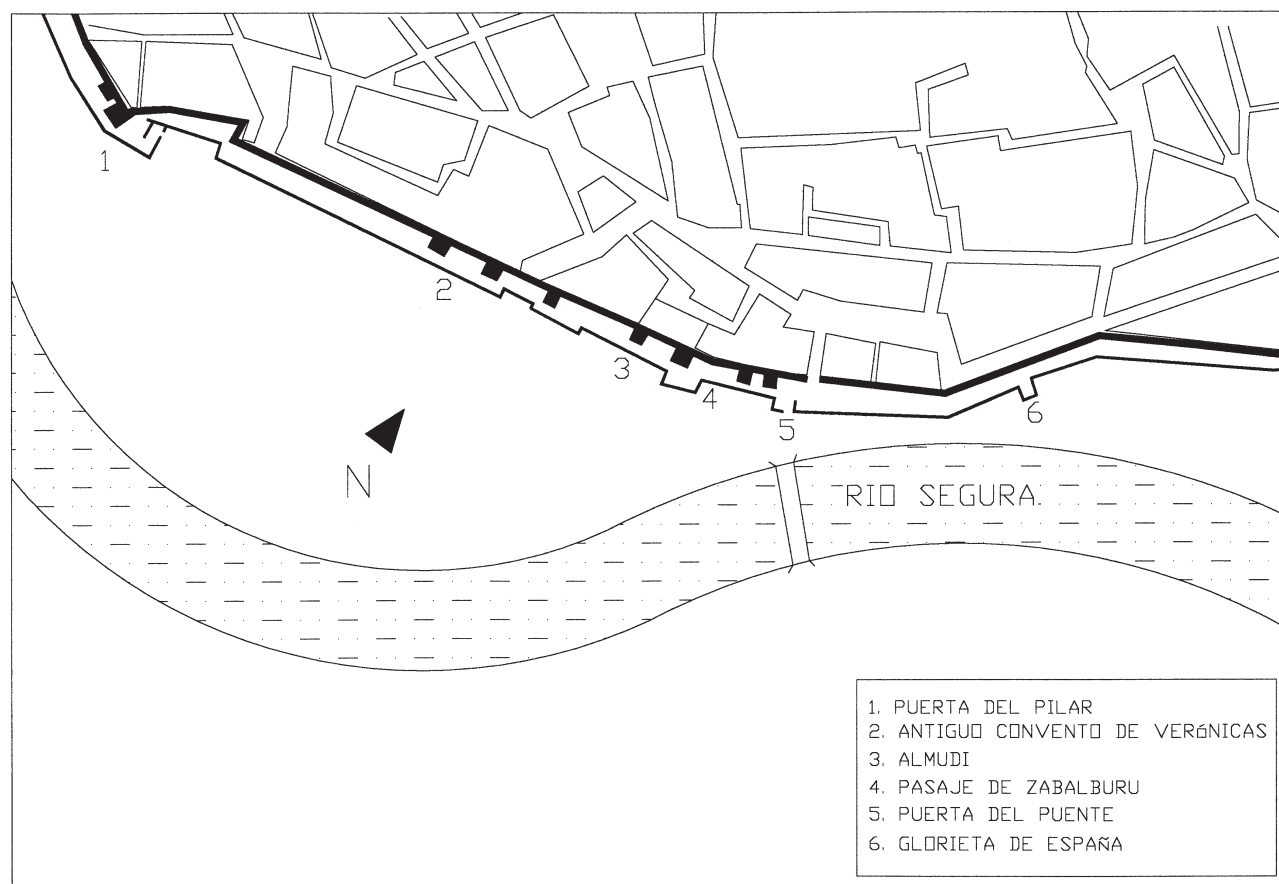 1
2
3
4
5
6
N
RIO SEGURA.
1. PUERTA DEL PILAR
2. ANTIGUO CONVENTO DE VERóNICAS
3. ALMUDI
4. PASAJE DE ZABALBURU
5. PUERTA DEL PUENTE
6. GLORIETA DE ESPAÑA